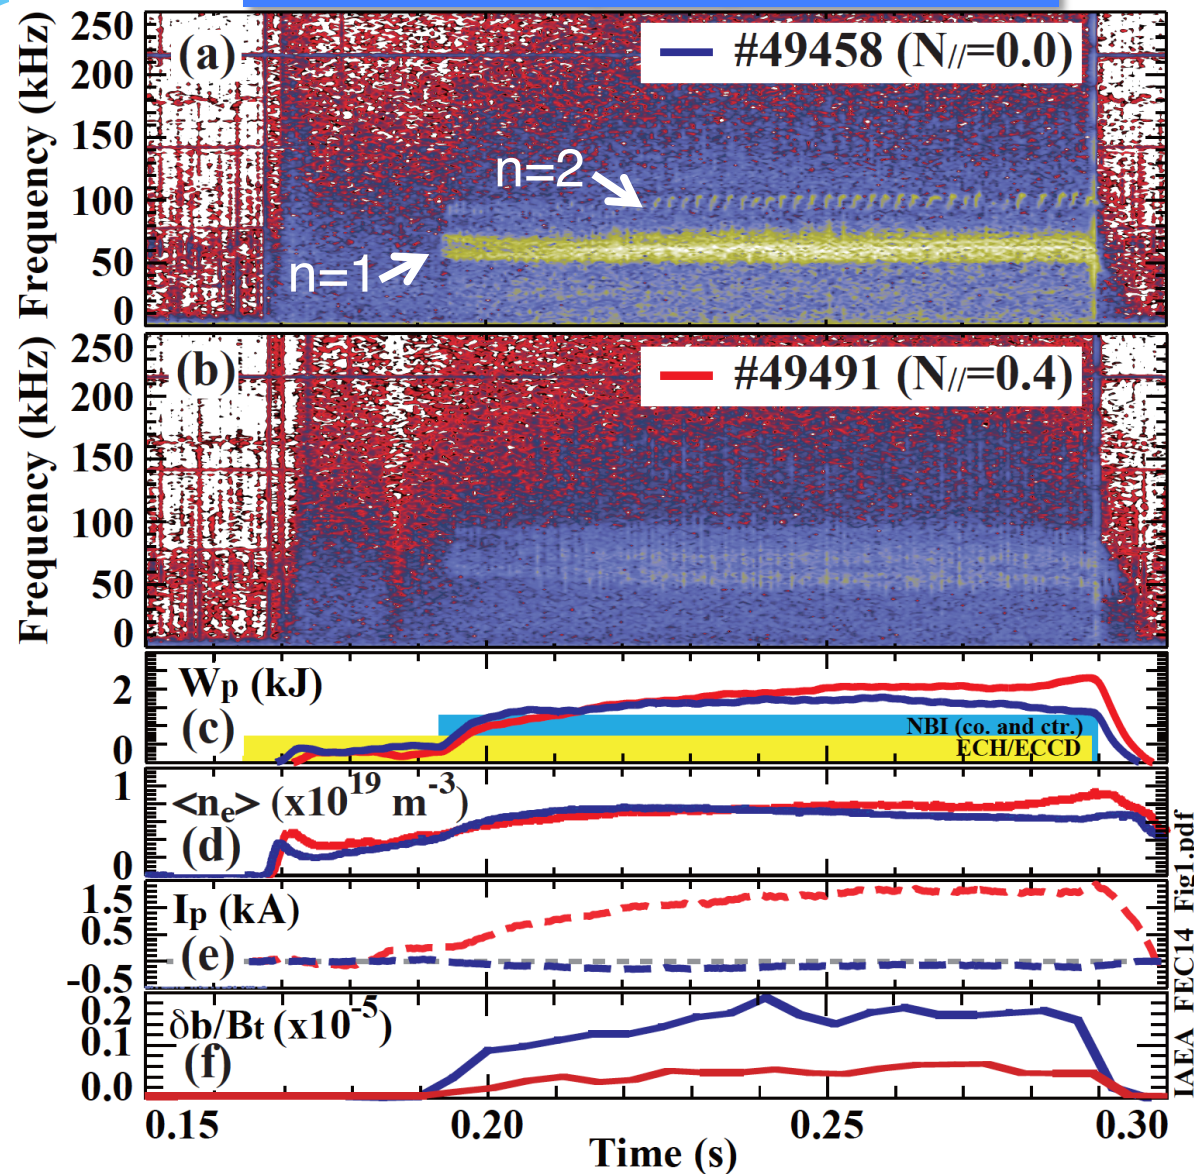 250
200
150
100
50
0
Frequency (kHz)
(a)
#49458 (N//=0.0)
n=2
n=1
250
200
150
100
50
0
Frequency (kHz)
(b)
#49491 (N//=0.4)
2
0
Wp (kJ)
(c)
NBI (co. and ctr.)
ECH/ECCD
1
0
<ne> (x10^19 m^-3)
(d)
1.5
0.5
-0.5
Ip (kA)
(e)
0.2
0.1
0.0
δb/Bt (x10^-5)
(f)
0.15 0.20 0.25 0.30
Time (s)
IAEA_FEC14_Fig1.pdf